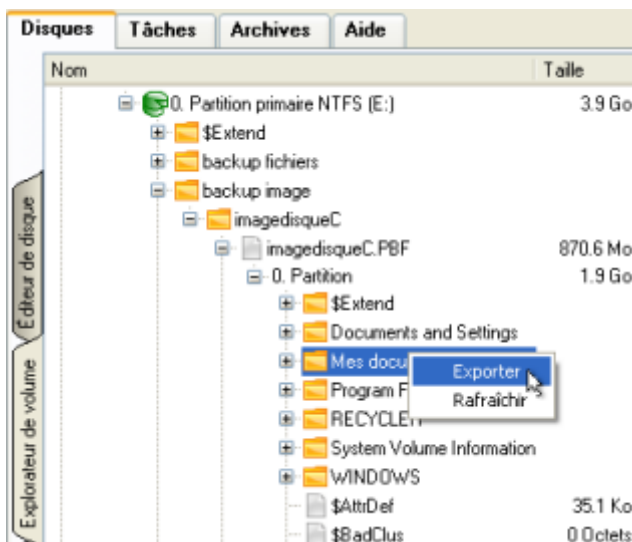 Disques Tâches Archives Aide
Nom Taille
0. Partition primaire NTFS (E:) 3.9 Go
$Extend
backup fichiers
backup image
imagedisqueC
imagedisqueC.PBF 870.6 Mo
0. Partition 1.9 Go
$Extend
Documents and Settings
Mes docu
Exporter
Program F
Rafraîchir
RECYCLER
System Volume Information
WINDOWS
$AttrDef 35.1 Ko
$BadClus 0 Octets
Éditeur de disque
Explorateur de volume